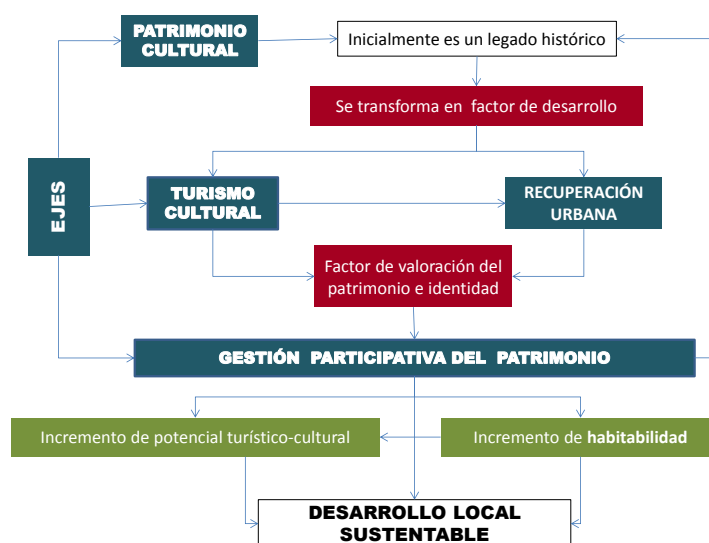 PATRIMONIO
CULTURAL
Inicialmente es un legado histórico
Se transforma en factor de desarrollo
EJES
TURISMO
CULTURAL
RECUPERACIÓN
URBANA
Factor de valoración del
patrimonio e identidad
GESTIÓN PARTICIPATIVA DEL PATRIMONIO
Incremento de potencial turístico-cultural
Incremento de habitabilidad
DESARROLLO LOCAL
SUSTENTABLE